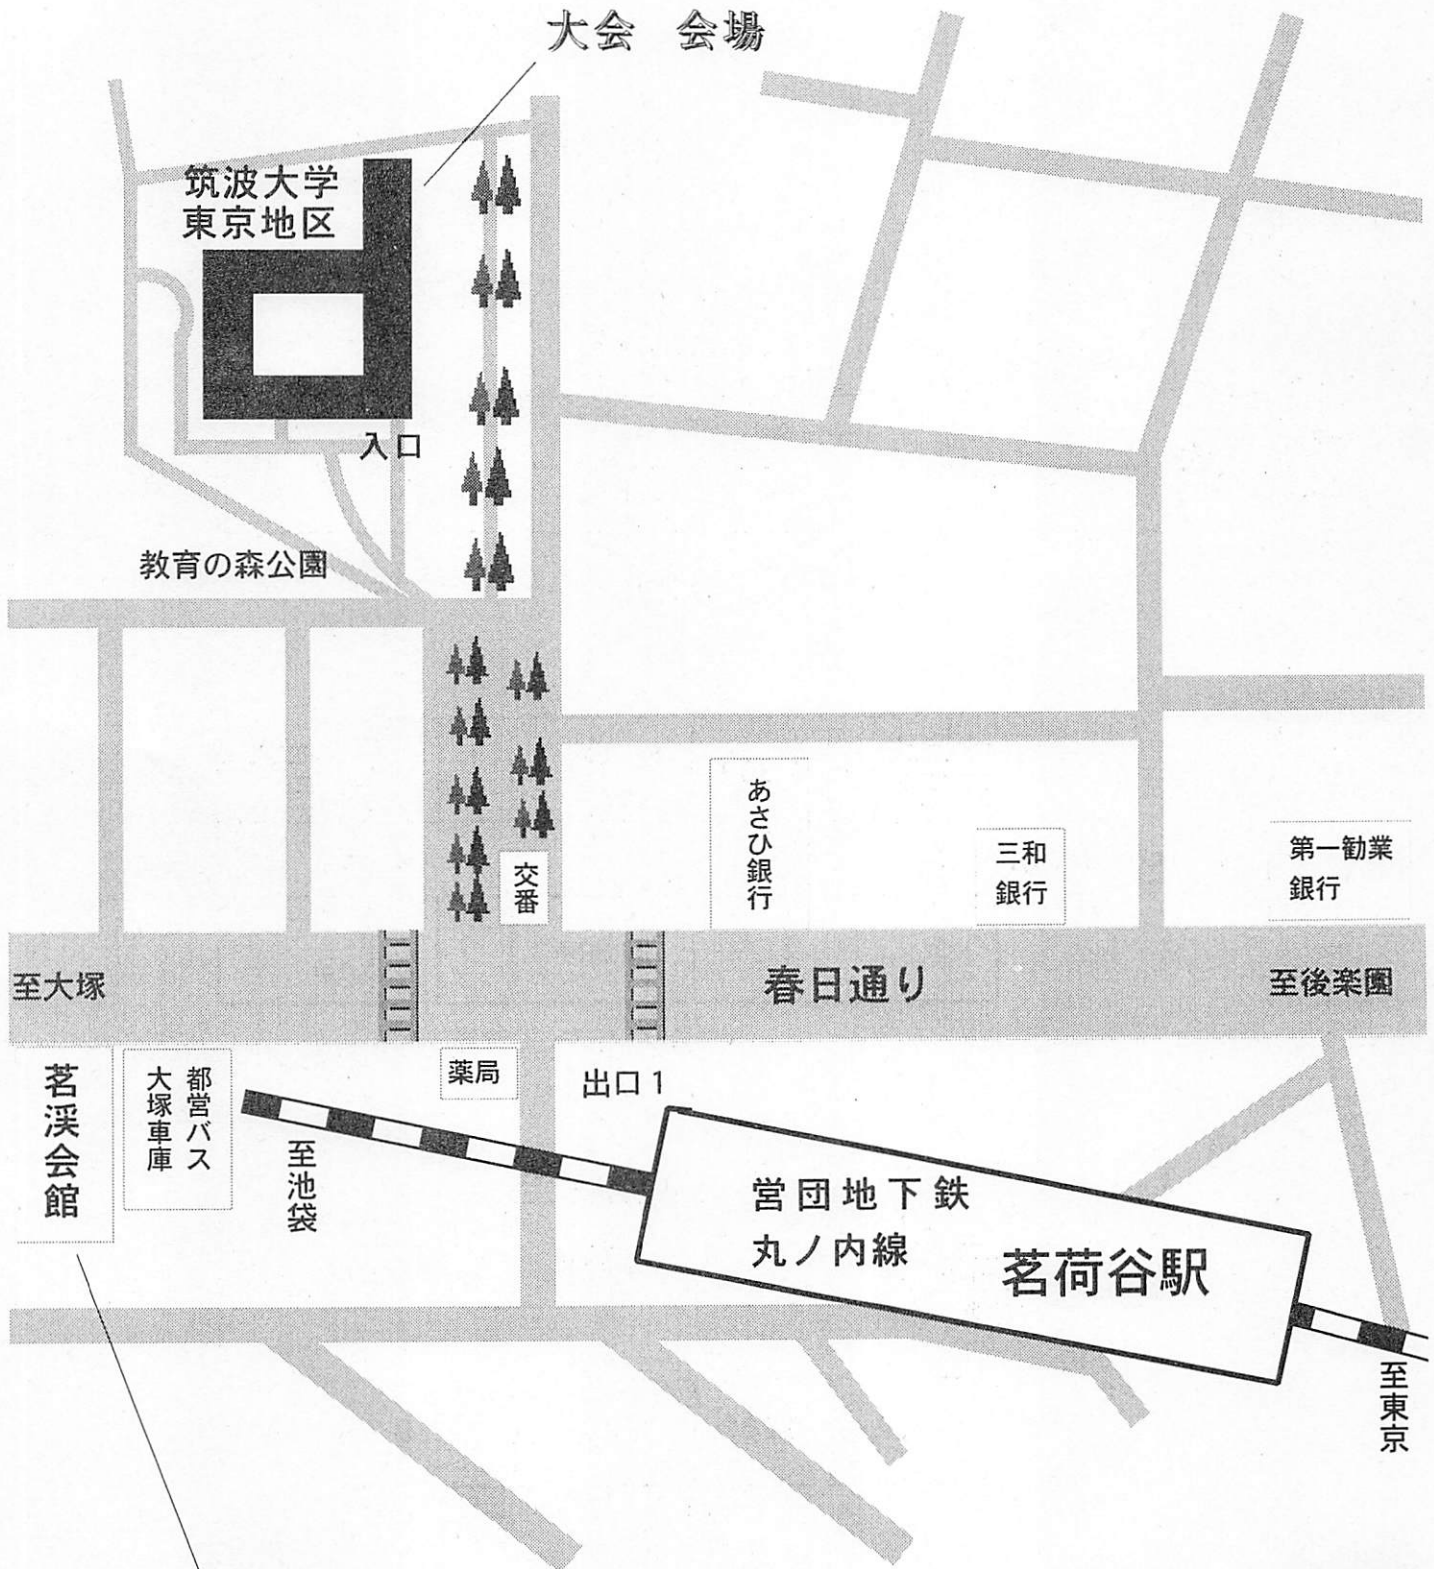 大会 会場
筑波大学
東京地区
入口
教育の森公園
交番
あさひ銀行
三和
銀行
第一勧業
銀行
至大塚
春日通り
至後楽園
茗渓会館
都営バス
大塚車庫
至池袋
薬局
出口1
営団地下鉄
丸ノ内線
茗荷谷駅
至東京